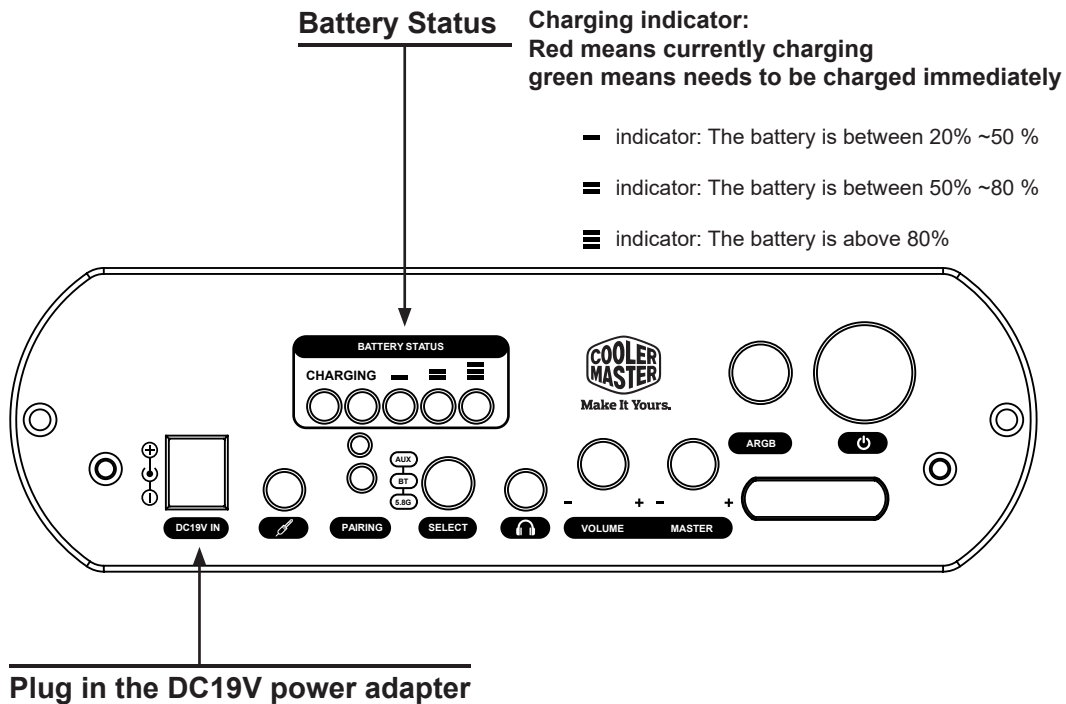 Battery Status
Charging indicator:
Red means currently charging
green means needs to be charged immediately
indicator: The battery is between 20% ~50 %
indicator: The battery is between 50% ~80 %
indicator: The battery is above 80%
BATTERY STATUS
CHARGING
COOLER
MASTER
Make It Yours.
AUX
BT
5.8G
ARGB
- + - +
DC19V IN
PAIRING
SELECT
VOLUME
MASTER
Plug in the DC19V power adapter